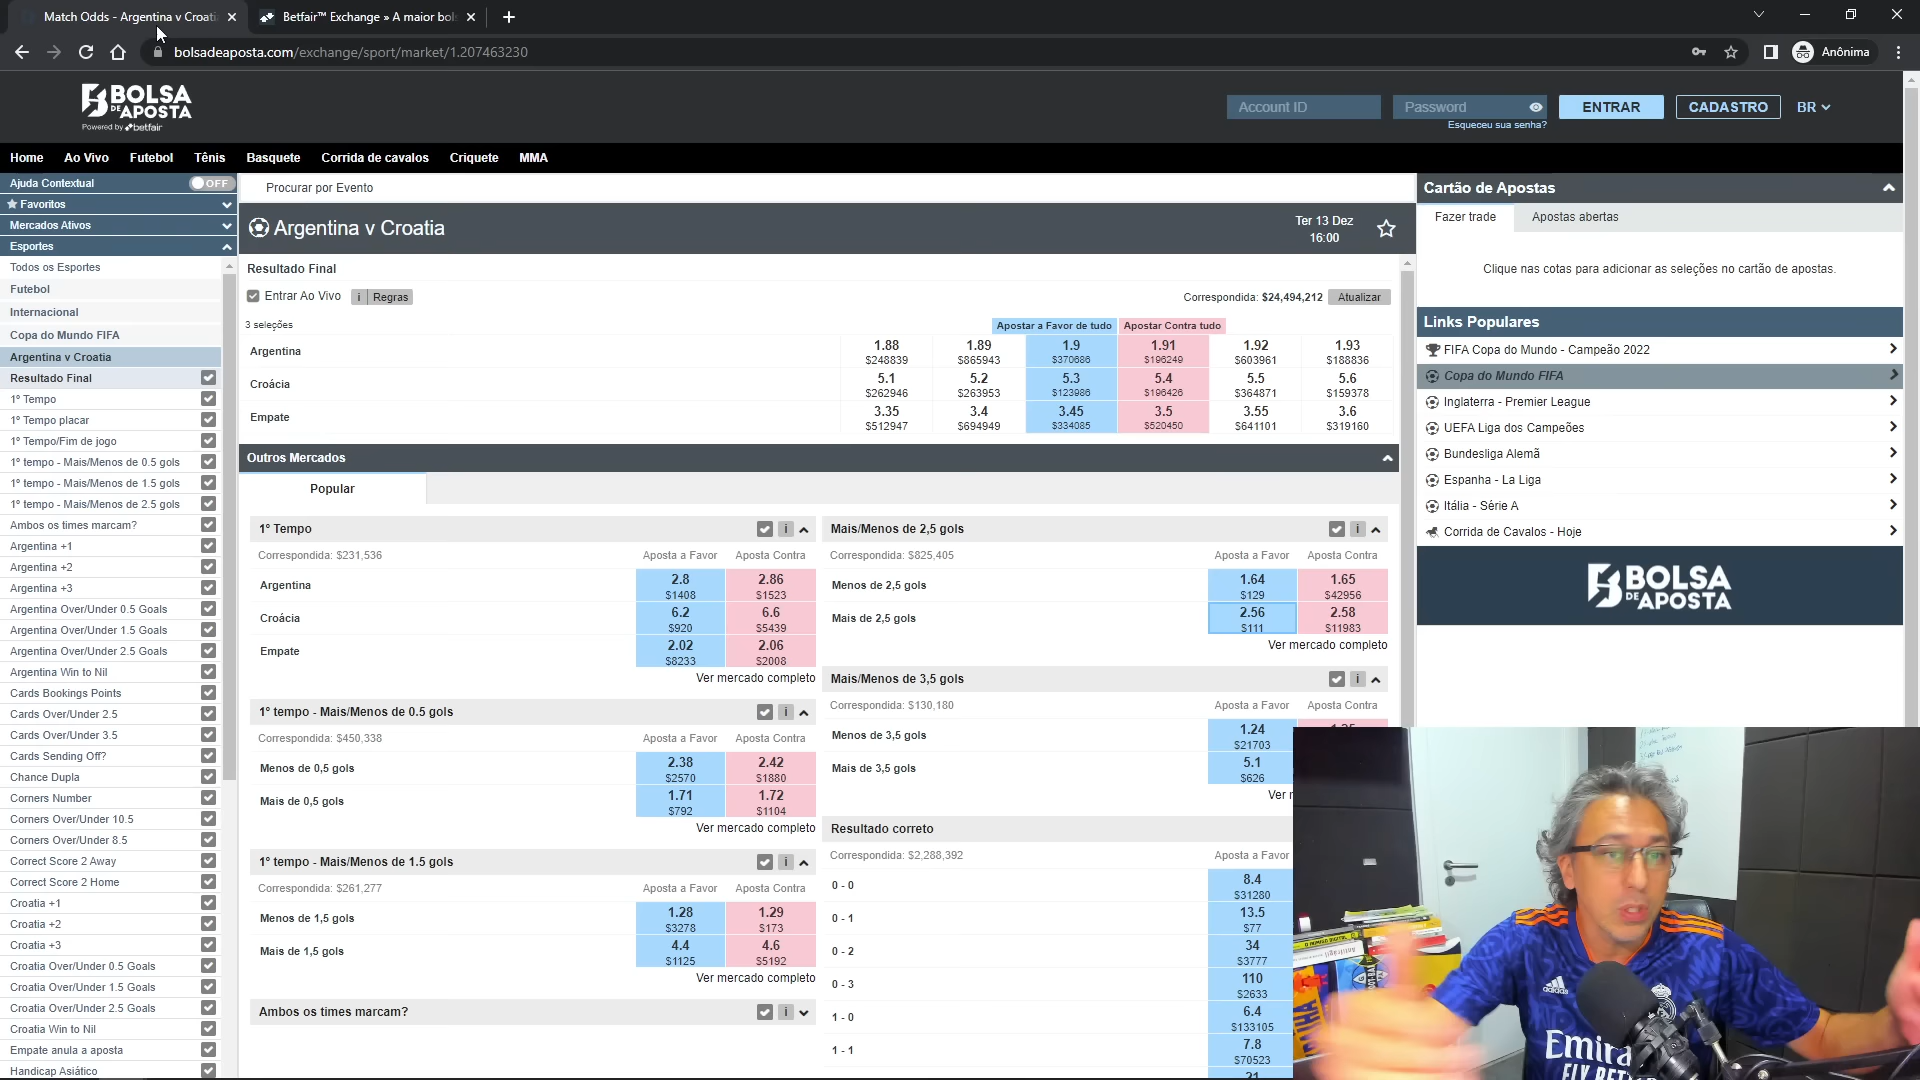 Match Odds - Argentina v Croati
Betfair™ Exchange » A maior bol
bolsadeaposta.com/exchange/sport/market/1.207463230
Anônima
BOLSA
DE APOSTA
Powered by betfair
Account ID
Password
ENTRAR
CADASTRO
BR
Esqueceu sua senha?
Home Ao Vivo Futebol Tênis Basquete Corrida de cavalos Criquete MMA
Ajuda Contextual OFF
Favoritos
Mercados Ativos
Esportes
Todos os Esportes
Futebol
Internacional
Copa do Mundo FIFA
Argentina v Croatia
Resultado Final
1º Tempo
1º Tempo placar
1º Tempo/Fim de jogo
1º tempo - Mais/Menos de 0.5 gols
1º tempo - Mais/Menos de 1.5 gols
1º tempo - Mais/Menos de 2.5 gols
Ambos os times marcam?
Argentina +1
Argentina +2
Argentina +3
Argentina Over/Under 0.5 Goals
Argentina Over/Under 1.5 Goals
Argentina Over/Under 2.5 Goals
Argentina Win to Nil
Cards Bookings Points
Cards Over/Under 2.5
Cards Over/Under 3.5
Cards Sending Off?
Chance Dupla
Corners Number
Corners Over/Under 10.5
Corners Over/Under 8.5
Correct Score 2 Away
Correct Score 2 Home
Croatia +1
Croatia +2
Croatia +3
Croatia Over/Under 0.5 Goals
Croatia Over/Under 1.5 Goals
Croatia Over/Under 2.5 Goals
Croatia Win to Nil
Empate anula a aposta
Handicap Asiático
Procurar por Evento
Argentina v Croatia
Ter 13 Dez
16:00
Resultado Final
Entrar Ao Vivo i Regras
Correspondida: $24,494,212 Atualizar
3 seleções Apostar a Favor de tudo Apostar Contra tudo
Argentina 1.88 1.89 1.9 1.91 1.92 1.93
$248839 $865943 $370686 $196249 $603961 $188836
Croácia 5.1 5.2 5.3 5.4 5.5 5.6
$262946 $263953 $123986 $196426 $364871 $159378
Empate 3.35 3.4 3.45 3.5 3.55 3.6
$512947 $694949 $334085 $520450 $641101 $319160
Outros Mercados
Popular
1º Tempo i
Correspondida: $231,536 Aposta a Favor Aposta Contra
Argentina 2.8 2.86
$1408 $1523
Croácia 6.2 6.6
$920 $5439
Empate 2.02 2.06
$8233 $2008
Ver mercado completo
1º tempo - Mais/Menos de 0.5 gols i
Correspondida: $450,338 Aposta a Favor Aposta Contra
Menos de 0,5 gols 2.38 2.42
$2570 $1880
Mais de 0,5 gols 1.71 1.72
$792 $1104
Ver mercado completo
1º tempo - Mais/Menos de 1.5 gols i
Correspondida: $261,277 Aposta a Favor Aposta Contra
Menos de 1,5 gols 1.28 1.29
$3278 $173
Mais de 1,5 gols 4.4 4.6
$1125 $5192
Ver mercado completo
Ambos os times marcam? i
Mais/Menos de 2,5 gols i
Correspondida: $825,405 Aposta a Favor Aposta Contra
Menos de 2,5 gols 1.64 1.65
$129 $42956
Mais de 2,5 gols 2.56 2.58
$111 $11983
Ver mercado completo
Mais/Menos de 3,5 gols i
Correspondida: $130,180 Aposta a Favor Aposta Contra
Menos de 3,5 gols 1.24
$21703
Mais de 3,5 gols 5.1
$626
Ver
Resultado correto
Correspondida: $2,288,392 Aposta a Favor
0 - 0 8.4
$31280
0 - 1 13.5
$77
0 - 2 34
$3777
0 - 3 110
$2633
1 - 0 6.4
$133105
1 - 1 7.8
$70523
21
Cartão de Apostas
Fazer trade Apostas abertas
Clique nas cotas para adicionar as seleções no cartão de apostas.
Links Populares
FIFA Copa do Mundo - Campeão 2022
Copa do Mundo FIFA
Inglaterra - Premier League
UEFA Liga dos Campeões
Bundesliga Alemã
Espanha - La Liga
Itália - Série A
Corrida de Cavalos - Hoje
BOLSA
DE APOSTA
adidas
Emira
FLY BET